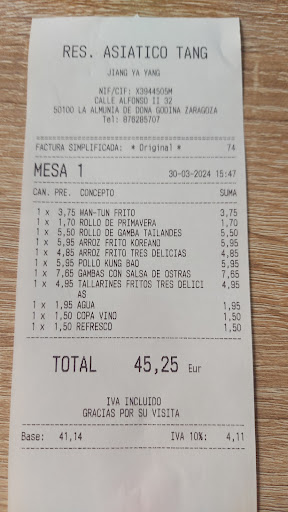 RES. ASIATICO TANG
JIANG YA YANG
NIF/CIF: X3944505M
CALLE ALFONSO II 32
50100 LA ALMUNIA DE DONA GODINA ZARAGOZA
Tel: 876285707
FACTURA SIMPLIFICADA: * Original * 74
MESA 1 30-03-2024 15:47
CAN. PRE. CONCEPTO SUMA
1 x 3,75 WAN-TUN FRITO 3,75
1 x 1,70 ROLLO DE PRIMAVERA 1,70
1 x 5,50 ROLLO DE GAMBA TAILANDES 5,50
1 x 5,95 ARROZ FRITO KOREANO 5,95
1 x 4,85 ARROZ FRITO TRES DELICIAS 4,85
1 x 5,95 POLLO KUNG BAO 5,95
1 x 7,65 GAMBAS CON SALSA DE OSTRAS 7,65
1 x 4,95 TALLARINES FRITOS TRES DELICI 4,95
AS
1 x 1,95 AGUA 1,95
1 x 1,50 COPA VINO 1,50
1 x 1,50 REFRESCO 1,50
TOTAL 45,25 Eur
IVA INCLUIDO
GRACIAS POR SU VISITA
Base: 41,14 IVA 10%: 4,11